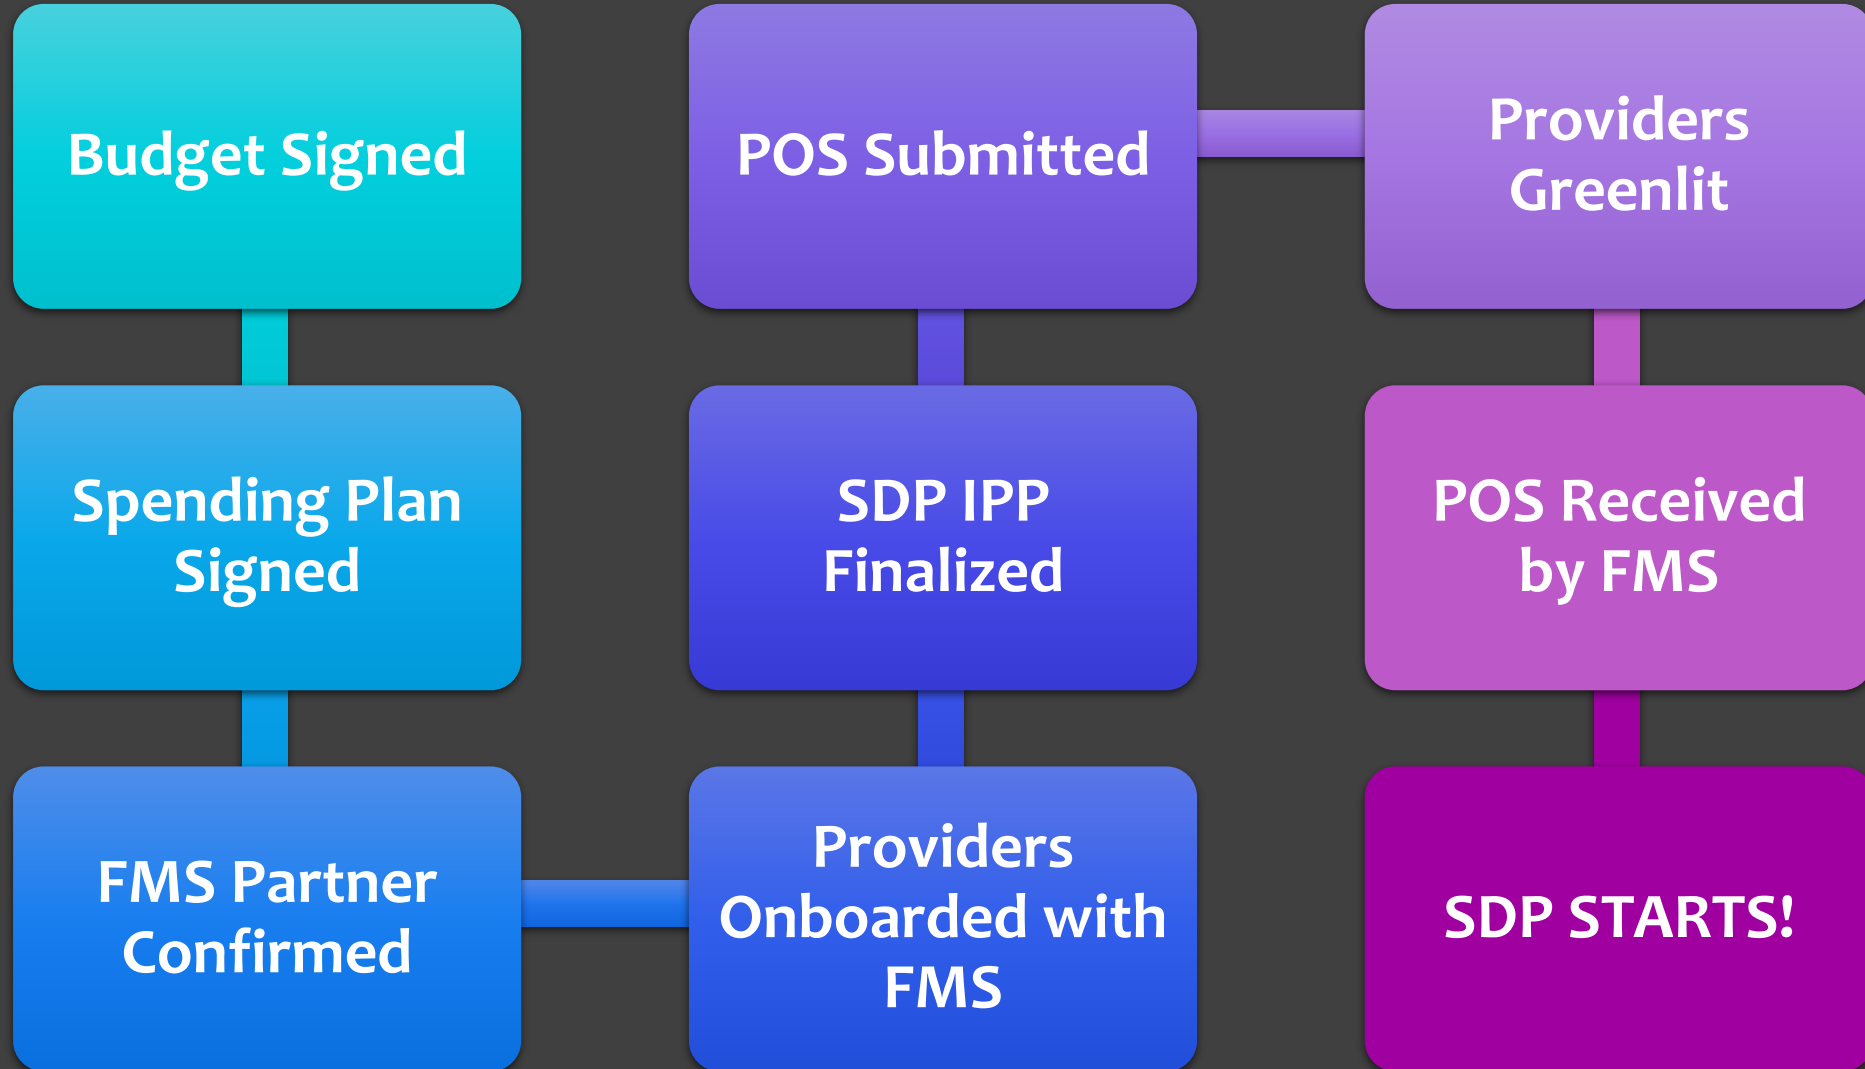 Budget Signed
Spending Plan
Signed
FMS Partner
Confirmed
Providers
Onboarded with
FMS
SDP IPP
Finalized
POS Submitted
Providers
Greenlit
POS Received
by FMS
SDP STARTS!